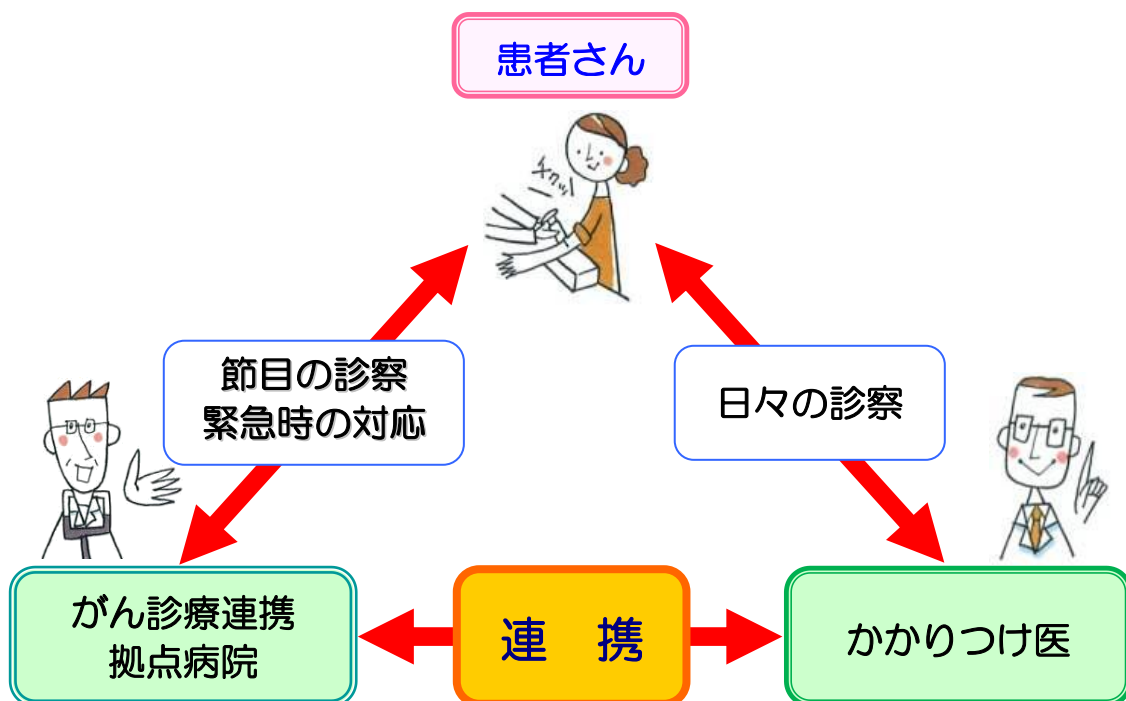 患者さん
チクッ
節目の診察
緊急時の対応
日々の診察
がん診療連携
拠点病院
連　携
かかりつけ医